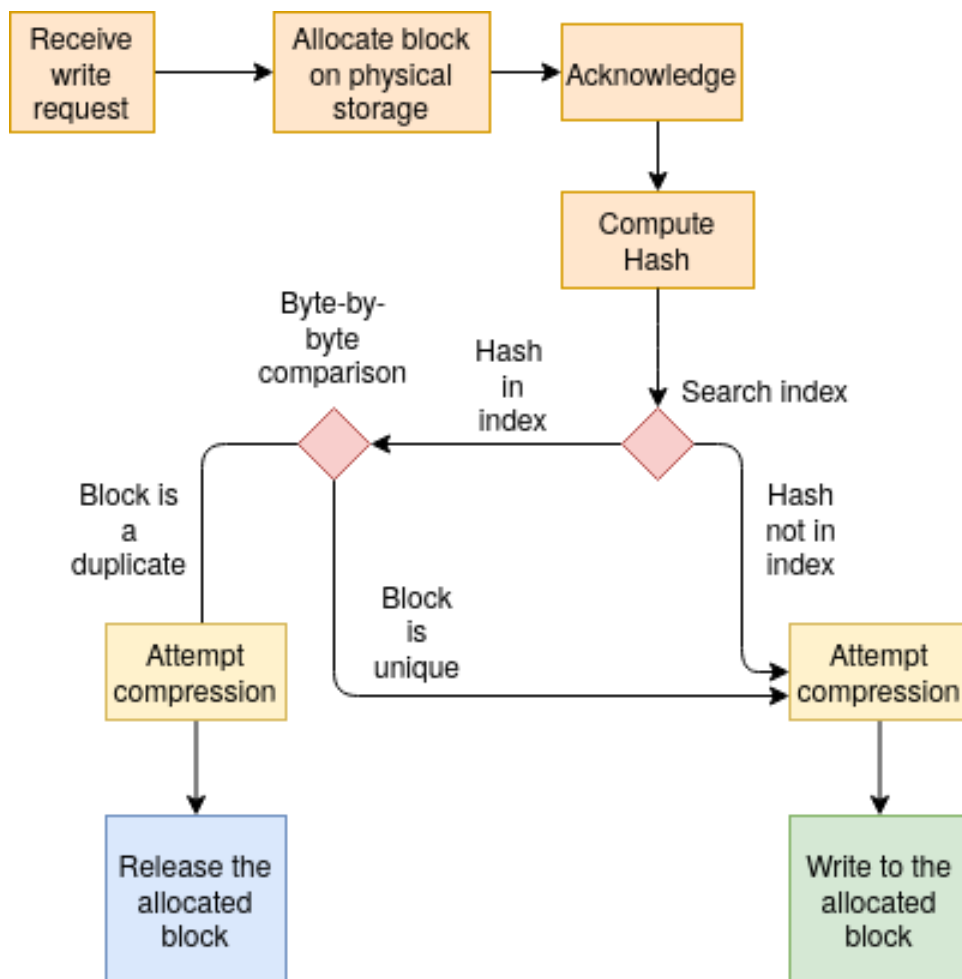 Receive
write
request
Allocate block
on physical
storage
Acknowledge
Compute
Hash
Byte-by-
byte
comparison
Hash
in
index
Search index
Block is
a
duplicate
Block
is
unique
Hash
not in
index
Attempt
compression
Attempt
compression
Release the
allocated
block
Write to the
allocated
block